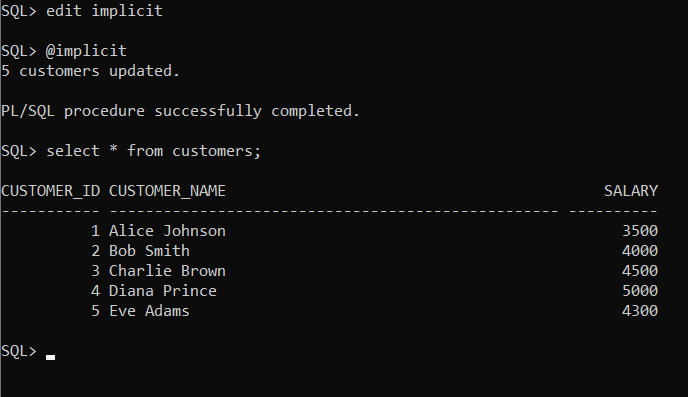 SQL> edit implicit
SQL> @implicit
5 customers updated.
PL/SQL procedure successfully completed.
SQL> select * from customers;
CUSTOMER_ID CUSTOMER_NAME                                          SALARY
----------- -------------------------------------------------- ----------
          1 Alice Johnson                                            3500
          2 Bob Smith                                                4000
          3 Charlie Brown                                            4500
          4 Diana Prince                                             5000
          5 Eve Adams                                                4300
SQL>